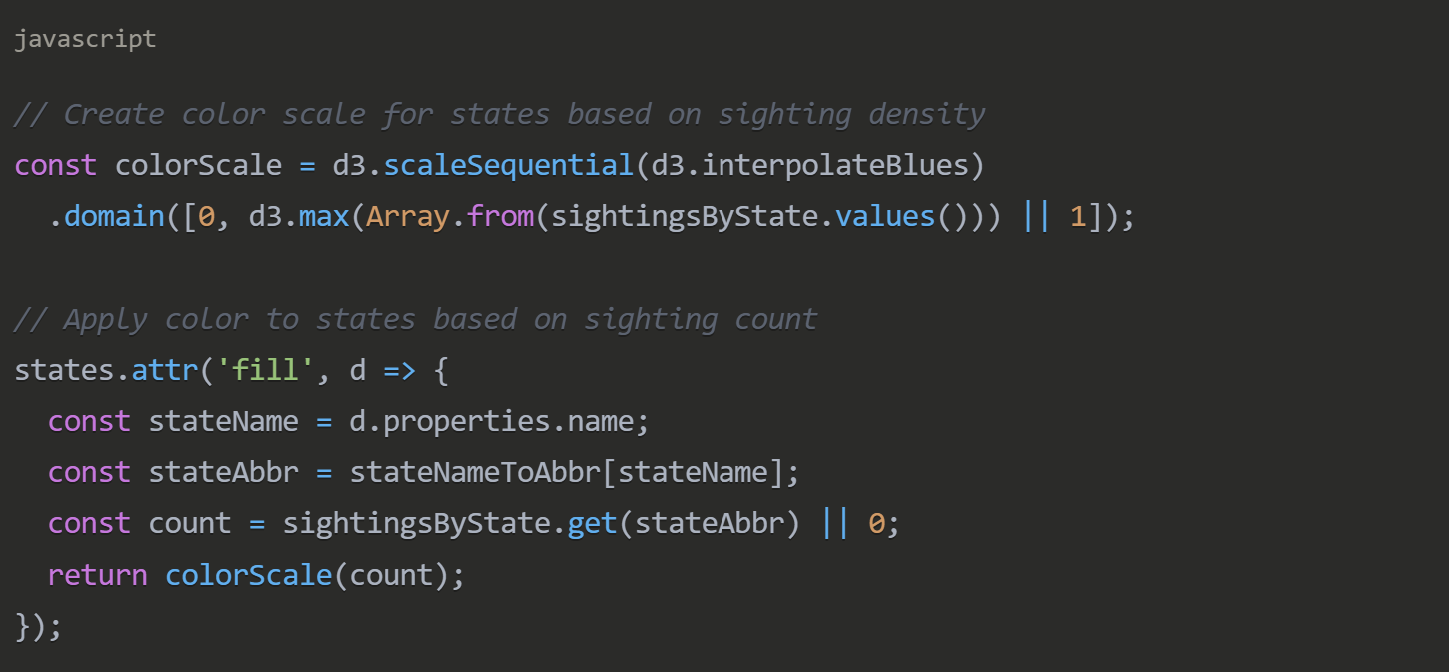 javascript
// Create color scale for states based on sighting density
const colorScale = d3.scaleSequential(d3.interpolateBlues)
  .domain([0, d3.max(Array.from(sightingsByState.values())) || 1]);
// Apply color to states based on sighting count
states.attr('fill', d => {
  const stateName = d.properties.name;
  const stateAbbr = stateNameToAbbr[stateName];
  const count = sightingsByState.get(stateAbbr) || 0;
  return colorScale(count);
});